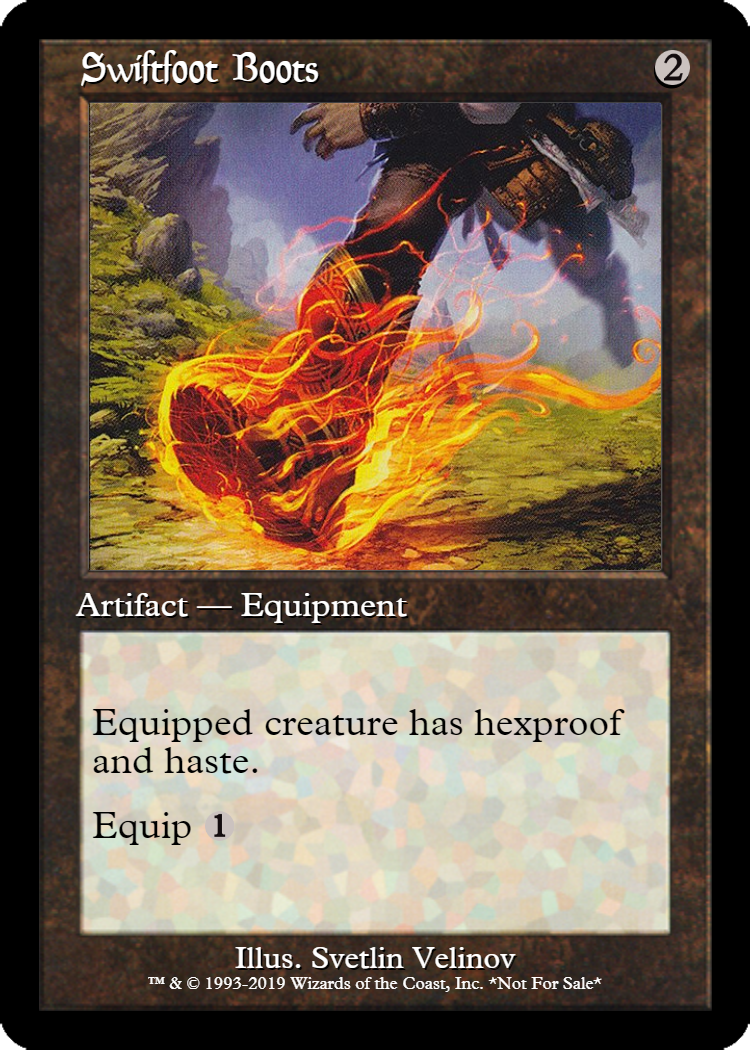 Swiftfoot Boots 2
Artifact — Equipment
Equipped creature has hexproof
and haste.
Equip 1
Illus. Svetlin Velinov
™ & © 1993-2019 Wizards of the Coast, Inc. *Not For Sale*